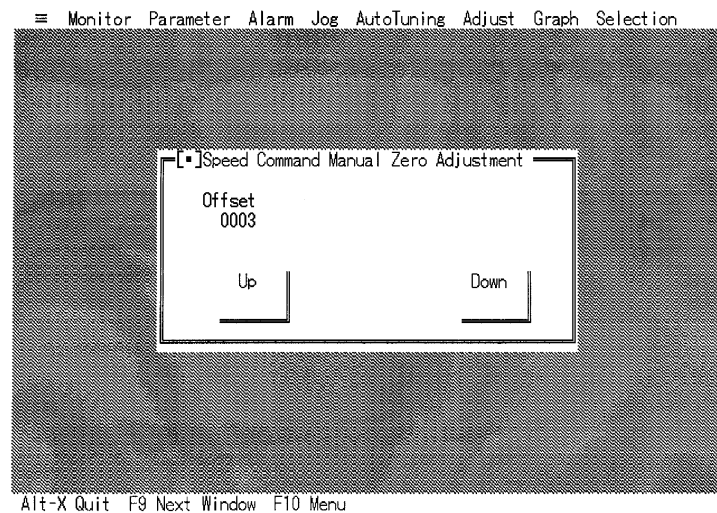 ≡ Monitor Parameter Alarm Jog AutoTuning Adjust Graph Selection
[▪]Speed Command Manual Zero Adjustment
Offset
0003
Up Down
Alt-X Quit F9 Next Window F10 Menu